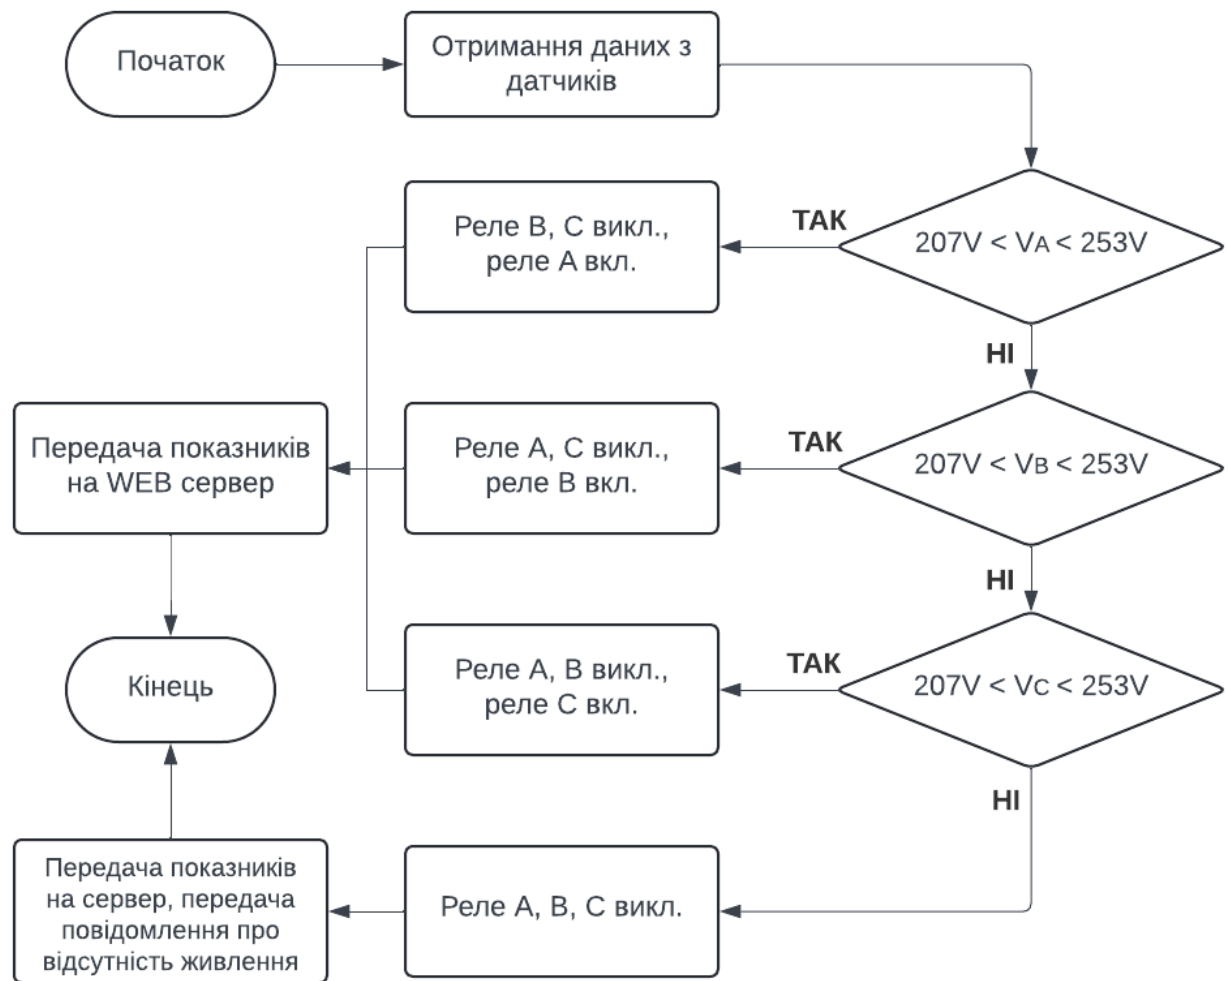 Початок
Отримання даних з
датчиків
207V < VA < 253V
ТАК
Реле В, С викл.,
реле А вкл.
НІ
207V < VB < 253V
ТАК
Реле А, С викл.,
реле В вкл.
Передача показників
на WEB сервер
НІ
207V < VC < 253V
ТАК
Реле А, В викл.,
реле С вкл.
Кінець
НІ
Реле А, В, С викл.
Передача показників
на сервер, передача
повідомлення про
відсутність живлення